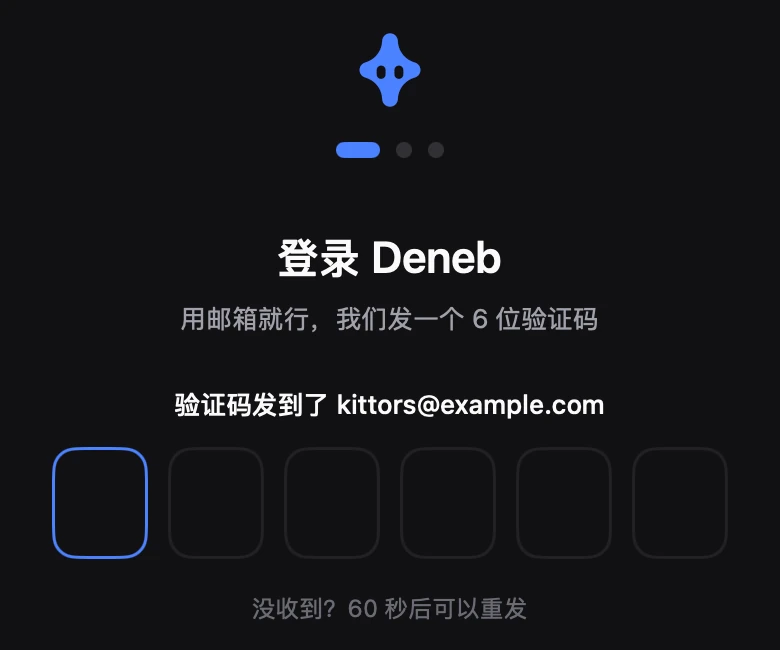 登录 Deneb
用邮箱就行，我们发一个 6 位验证码
验证码发到了 kittors@example.com
没收到？60 秒后可以重发